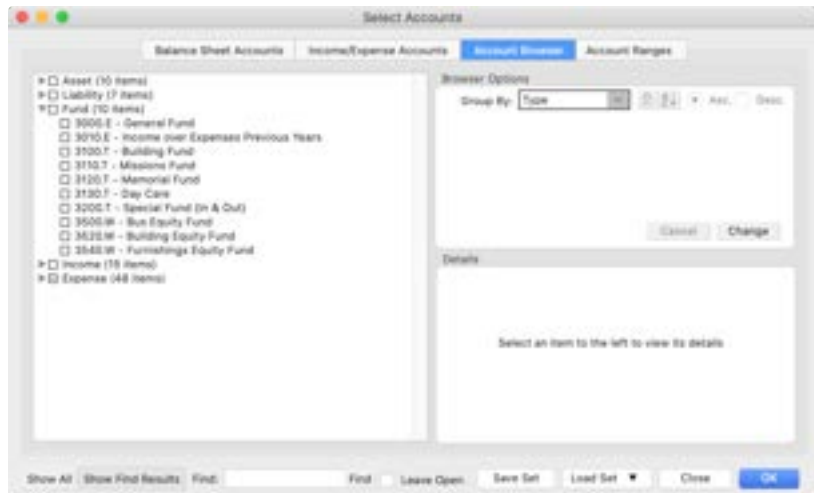 Select Accounts
Balance Sheet Accounts
Income/Expense Accounts
Account Browser
Account Ranges
Asset (10 items)
Liability (7 items)
Fund (10 items)
3000.E - General Fund
3010.E - Income over Expenses Previous Years
3100.T - Building Fund
3110.T - Missions Fund
3120.T - Memorial Fund
3130.T - Day Care
3200.T - Special Fund (In & Out)
3500.W - Bus Equity Fund
3520.W - Building Equity Fund
3540.W - Furnishings Equity Fund
Income (15 items)
Expense (48 items)
Browser Options
Group By: Type
Asc. Desc.
Cancel Change
Details
Select an item to the left to view its details
Show All Show Find Results Find: Find Leave Open Save Set Load Set ▼ Close OK